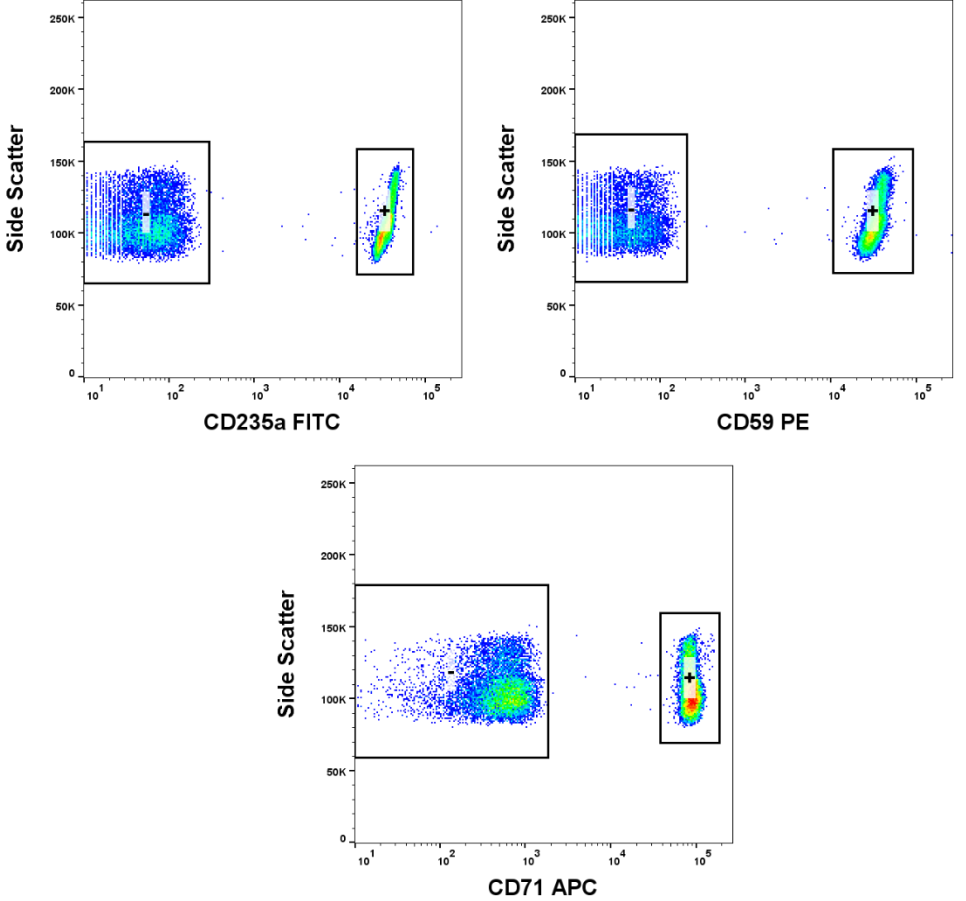 Side Scatter
250K
200K
150K
100K
50K
0
-
+
10^1 10^2 10^3 10^4 10^5
CD235a FITC
Side Scatter
250K
200K
150K
100K
50K
0
-
+
10^1 10^2 10^3 10^4 10^5
CD59 PE
Side Scatter
250K
200K
150K
100K
50K
0
-
+
10^1 10^2 10^3 10^4 10^5
CD71 APC